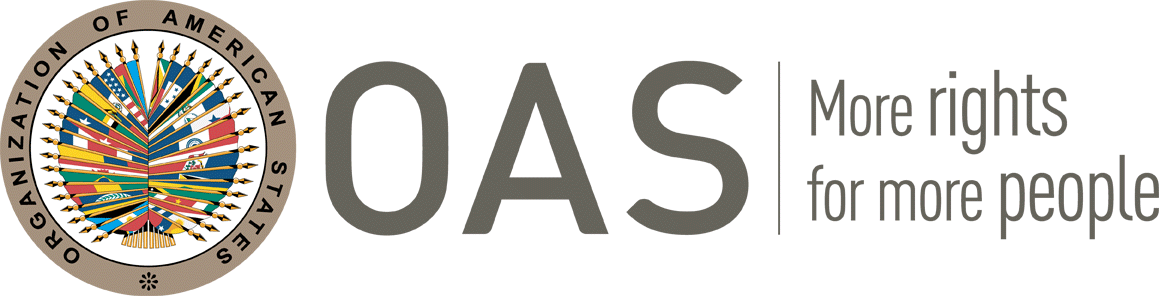 ORGANIZATION OF AMERICAN STATES
OAS
More rights
for more people